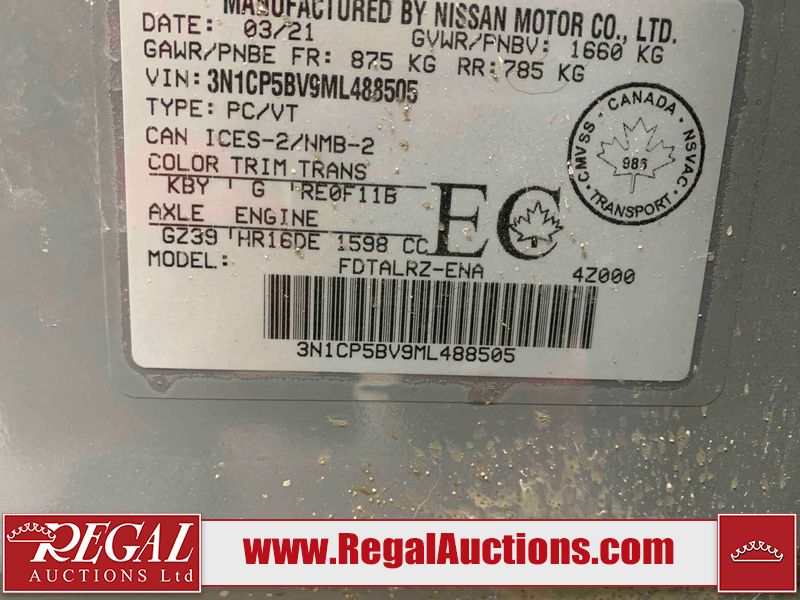 MANUFACTURED BY NISSAN MOTOR CO., LTD.
DATE: 03/21 GVWR/PNBV: 1660 KG
GAWR/PNBE FR: 875 KG RR: 785 KG
VIN: 3N1CP5BV9ML488505
TYPE: PC/VT
CAN ICES-2/NMB-2
COLOR TRIM TRANS
KBY G RE0F11B
AXLE ENGINE
GZ39 HR16DE 1598 CC
EC
MODEL: FDTALRZ-ENA 4Z000
3N1CP5BV9ML488505
CMVSS - CANADA - NSVAC
986
TRANSPORT
REGAL
AUCTIONS Ltd
www.RegalAuctions.com